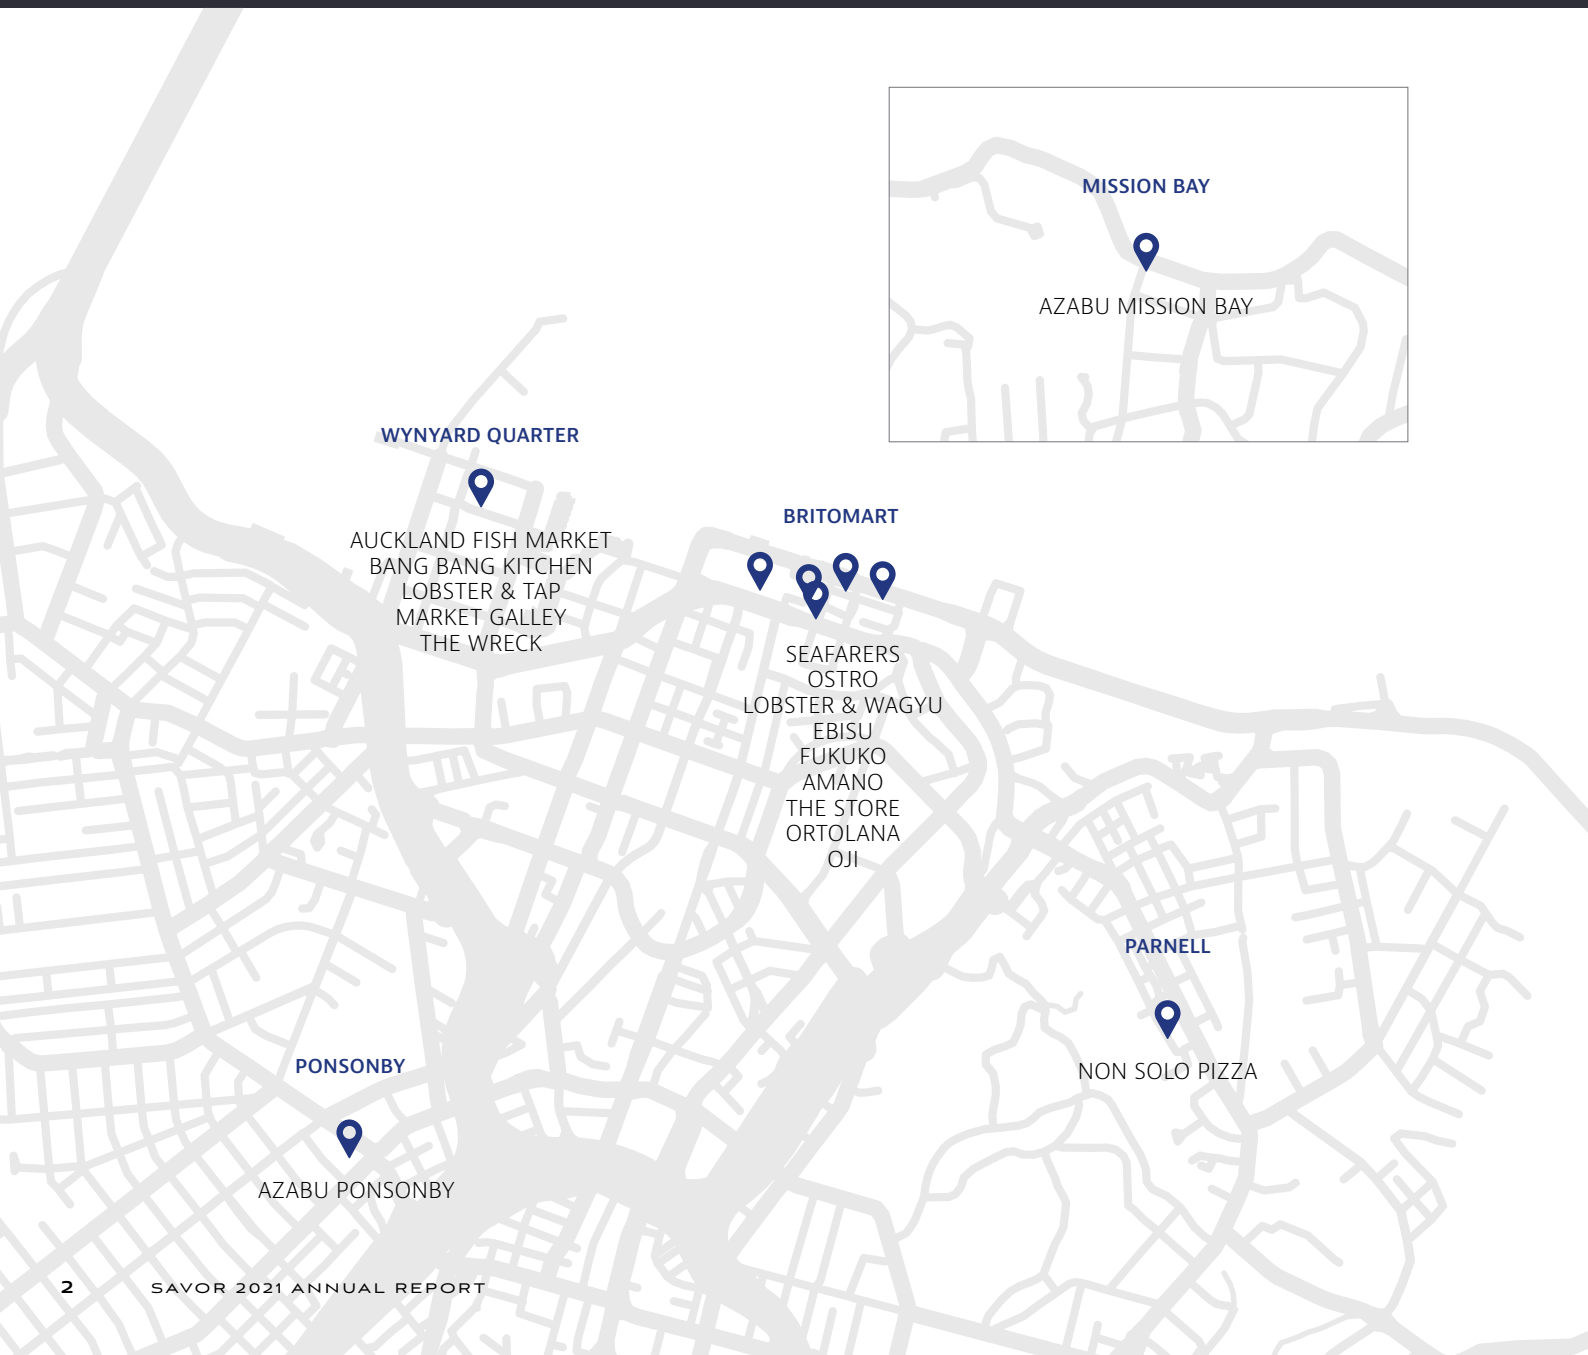 MISSION BAY
AZABU MISSION BAY
WYNYARD QUARTER
AUCKLAND FISH MARKET
BANG BANG KITCHEN
LOBSTER & TAP
MARKET GALLEY
THE WRECK
BRITOMART
SEAFARERS
OSTRO
LOBSTER & WAGYU
EBISU
FUKUKO
AMANO
THE STORE
ORTOLANA
OJI
PARNELL
NON SOLO PIZZA
PONSONBY
AZABU PONSONBY
2 SAVOR 2021 ANNUAL REPORT